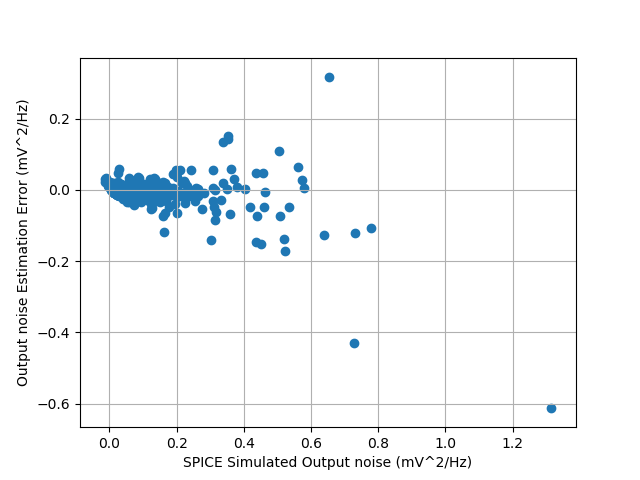 Output noise Estimation Error (mV^2/Hz)
0.2
0.0
−0.2
−0.4
−0.6
0.0 0.2 0.4 0.6 0.8 1.0 1.2
SPICE Simulated Output noise (mV^2/Hz)